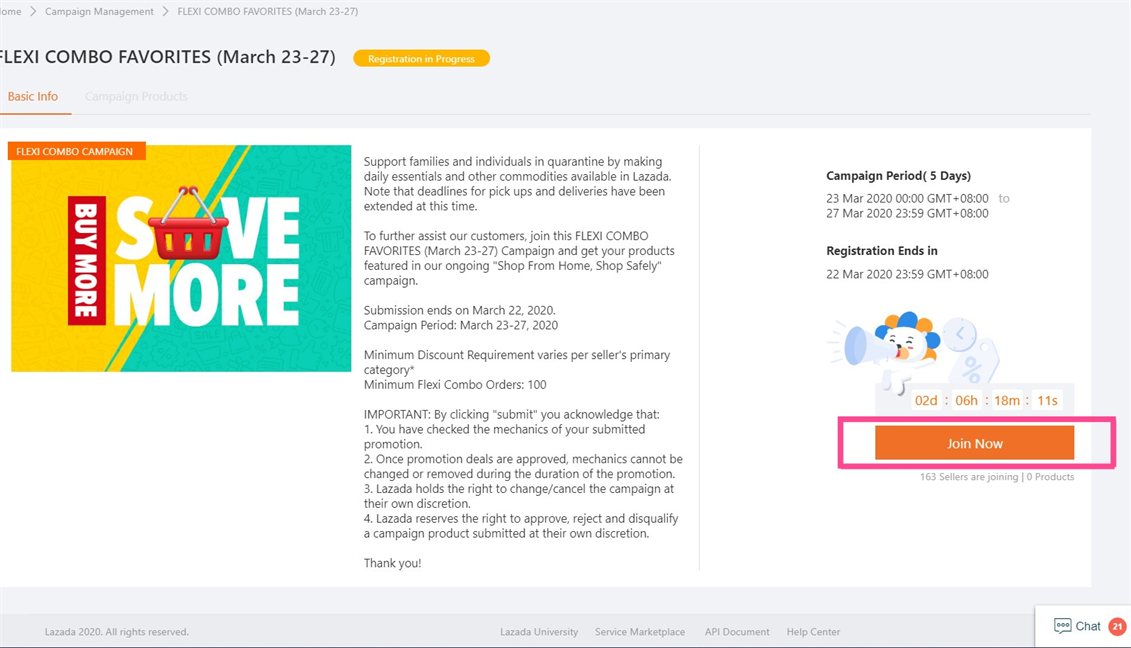 ome > Campaign Management > FLEXI COMBO FAVORITES (March 23-27)
FLEXI COMBO FAVORITES (March 23-27) Registration in Progress
Basic Info Campaign Products
FLEXI COMBO CAMPAIGN
BUY MORE
SAVE
MORE
Support families and individuals in quarantine by making
daily essentials and other commodities available in Lazada.
Note that deadlines for pick ups and deliveries have been
extended at this time.
To further assist our customers, join this FLEXI COMBO
FAVORITES (March 23-27) Campaign and get your products
featured in our ongoing "Shop From Home, Shop Safely"
campaign.
Submission ends on March 22, 2020.
Campaign Period: March 23-27, 2020
Minimum Discount Requirement varies per seller's primary
category*
Minimum Flexi Combo Orders: 100
IMPORTANT: By clicking "submit" you acknowledge that:
1. You have checked the mechanics of your submitted
promotion.
2. Once promotion deals are approved, mechanics cannot be
changed or removed during the duration of the promotion.
3. Lazada holds the right to change/cancel the campaign at
their own discretion.
4. Lazada reserves the right to approve, reject and disqualify
a campaign product submitted at their own discretion.
Thank you!
Campaign Period( 5 Days)
23 Mar 2020 00:00 GMT+08:00 to
27 Mar 2020 23:59 GMT+08:00
Registration Ends in
22 Mar 2020 23:59 GMT+08:00
%
02d : 06h : 18m : 11s
Join Now
163 Sellers are joining | 0 Products
Lazada 2020. All rights reserved. Lazada University Service Marketplace API Document Help Center
Chat 21